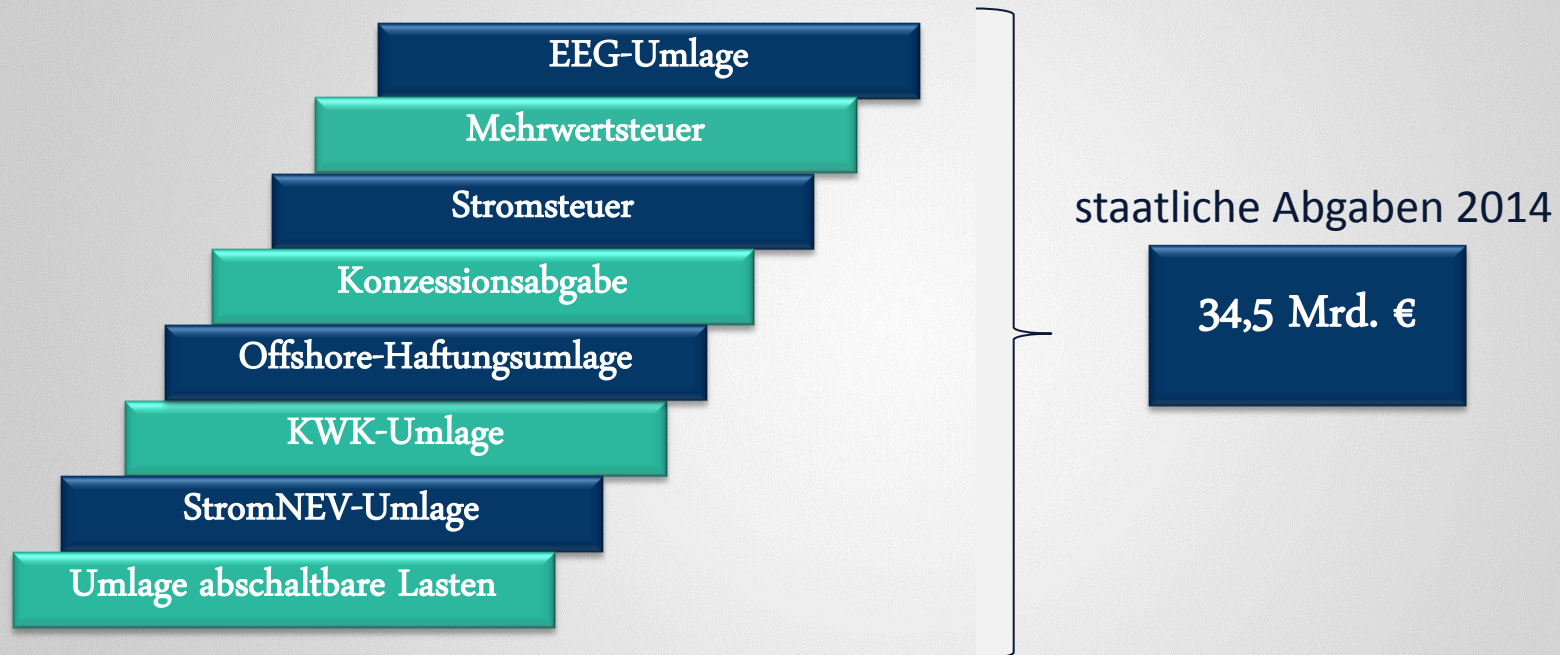 EEG-Umlage
Mehrwertsteuer
Stromsteuer
Konzessionsabgabe
Offshore-Haftungsumlage
KWK-Umlage
StromNEV-Umlage
Umlage abschaltbare Lasten
staatliche Abgaben 2014
34,5 Mrd. €